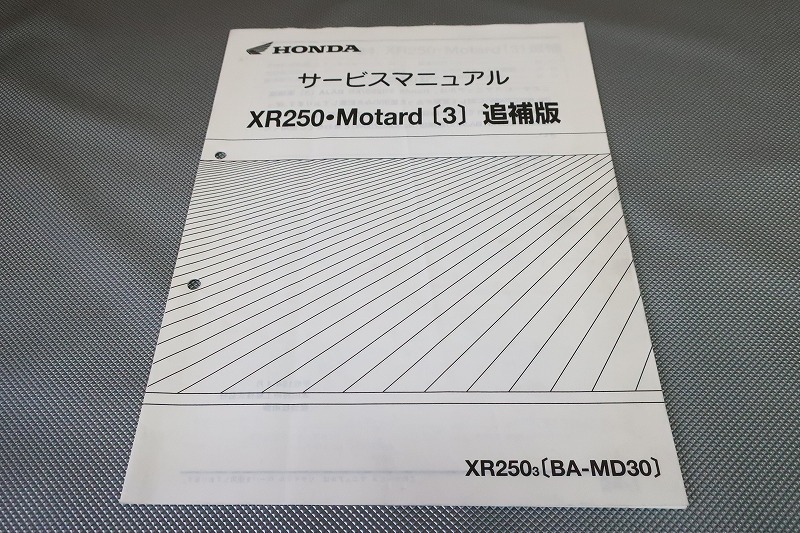 HONDA
サービスマニュアル
XR250・Motard〔3〕追補版
XR250₃〔BA-MD30〕